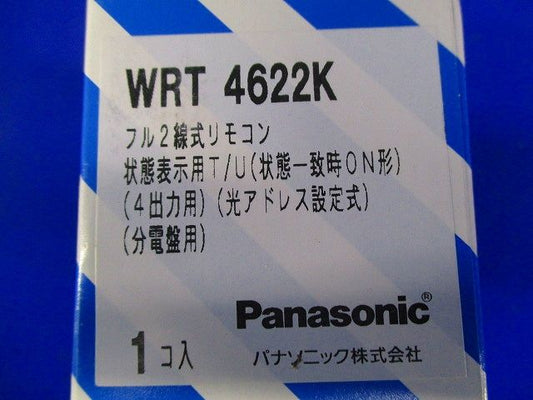 WRT 4622K
フル2線式リモコン
状態表示用T/U(状態一致時ON形)
(4出力用)(光アドレス設定式)
(分電盤用)
Panasonic®
1コ入
パナソニック株式会社